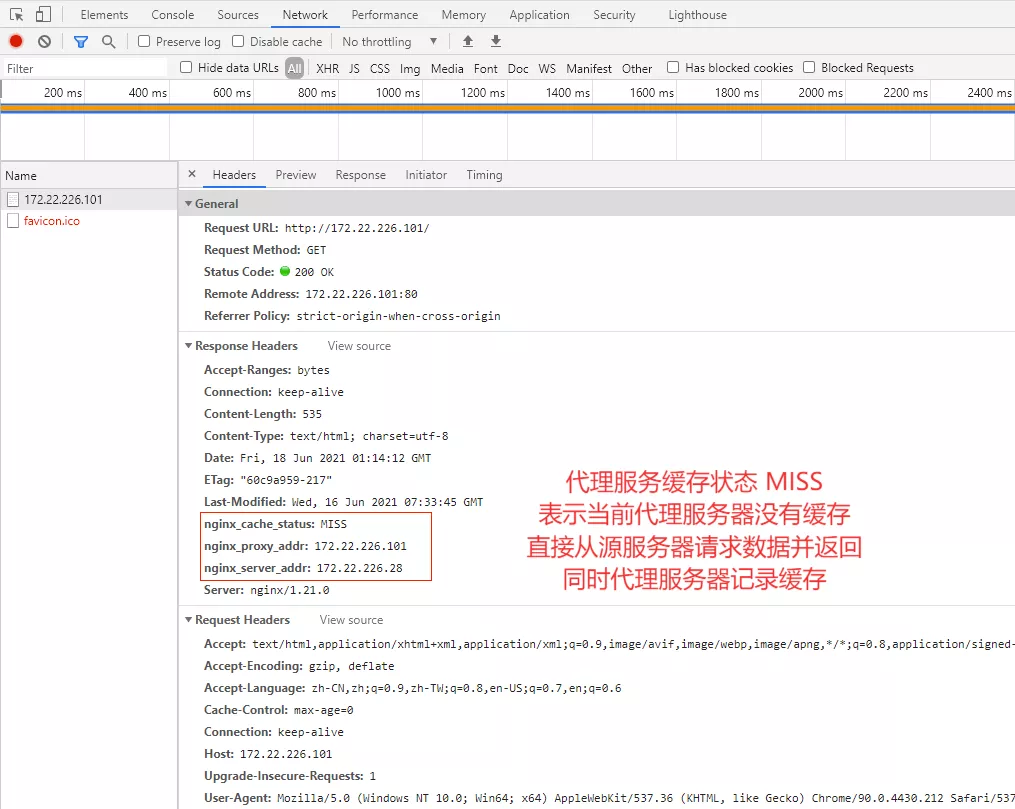 Elements Console Sources Network Performance Memory Application Security Lighthouse
Preserve log Disable cache No throttling
Filter Hide data URLs All XHR JS CSS Img Media Font Doc WS Manifest Other Has blocked cookies Blocked Requests
200 ms 400 ms 600 ms 800 ms 1000 ms 1200 ms 1400 ms 1600 ms 1800 ms 2000 ms 2200 ms 2400 ms
Name
172.22.226.101
favicon.ico
× Headers Preview Response Initiator Timing
General
Request URL: http://172.22.226.101/
Request Method: GET
Status Code: 200 OK
Remote Address: 172.22.226.101:80
Referrer Policy: strict-origin-when-cross-origin
Response Headers View source
Accept-Ranges: bytes
Connection: keep-alive
Content-Length: 535
Content-Type: text/html; charset=utf-8
Date: Fri, 18 Jun 2021 01:14:12 GMT
ETag: "60c9a959-217"
Last-Modified: Wed, 16 Jun 2021 07:33:45 GMT
nginx_cache_status: MISS
nginx_proxy_addr: 172.22.226.101
nginx_server_addr: 172.22.226.28
Server: nginx/1.21.0
代理服务缓存状态 MISS
表示当前代理服务器没有缓存
直接从源服务器请求数据并返回
同时代理服务器记录缓存
Request Headers View source
Accept: text/html,application/xhtml+xml,application/xml;q=0.9,image/avif,image/webp,image/apng,*/*;q=0.8,application/signed-
Accept-Encoding: gzip, deflate
Accept-Language: zh-CN,zh;q=0.9,zh-TW;q=0.8,en-US;q=0.7,en;q=0.6
Cache-Control: max-age=0
Connection: keep-alive
Host: 172.22.226.101
Upgrade-Insecure-Requests: 1
User-Agent: Mozilla/5.0 (Windows NT 10.0; Win64; x64) AppleWebKit/537.36 (KHTML, like Gecko) Chrome/90.0.4430.212 Safari/537